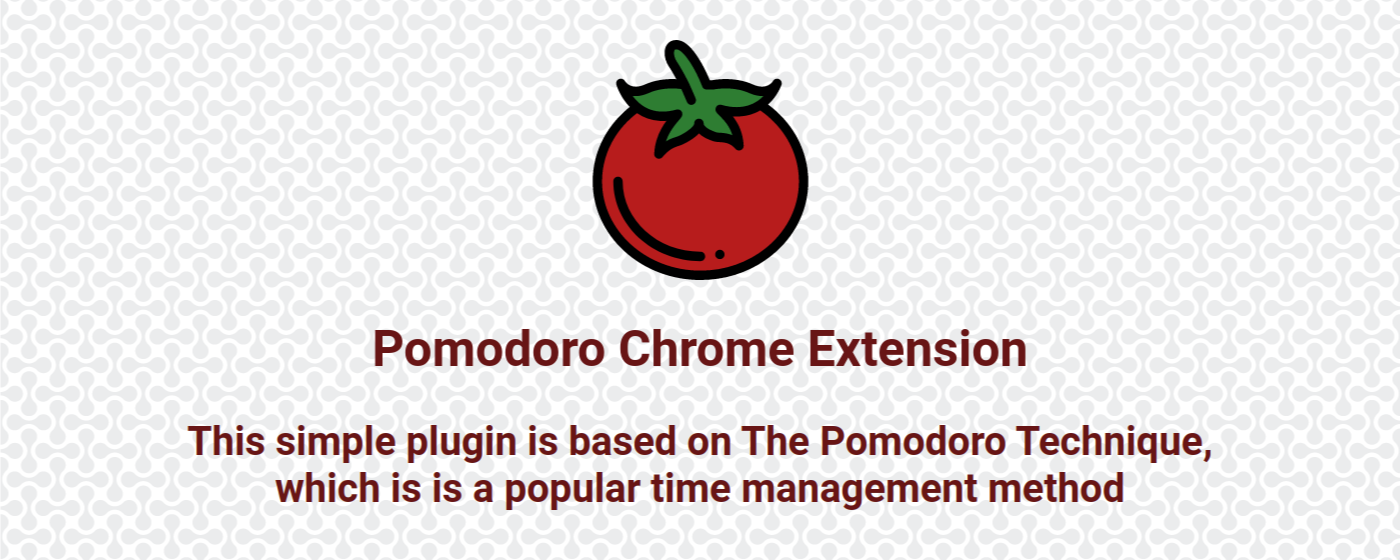 Pomodoro Chrome Extension
This simple plugin is based on The Pomodoro Technique,
which is is a popular time management method